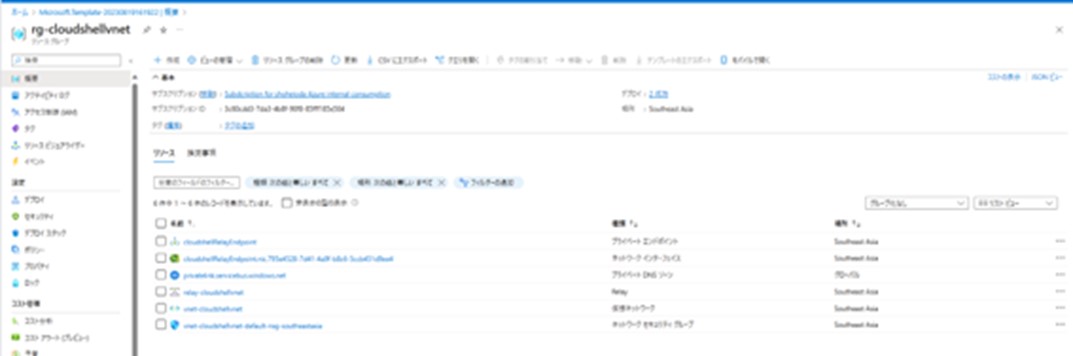 ホーム > Microsoft.Template-20230819161922 | 概要 >
rg-cloudshellvnet
リソース グループ
検索
作成 ビューの管理 リソース グループの削除 更新 CSV にエクスポート クエリを開く タグの割り当て 移動 削除 テンプレートのエクスポート モバイルで開く
概要
アクティビティ ログ
アクセス制御 (IAM)
タグ
リソース ビジュアライザー
イベント
設定
デプロイ
セキュリティ
デプロイ スタック
ポリシー
プロパティ
ロック
コスト管理
コスト分析
コスト アラート (プレビュー)
予算
基本
コストの表示 JSON ビュー
サブスクリプション (移動) : Azure internal consumption
サブスクリプション ID
タグ (編集) : タグの追加
デプロイ :
場所 : Southeast Asia
リソース 推奨事項
任意のフィールドのフィルター...
種類 次の値と等しい すべて
場所 次の値と等しい すべて
フィルターの追加
6 件中 1 ~ 6 件のレコードを表示しています。 非表示の型の表示
グループ化なし リスト ビュー
名前 種類 場所
cloudshellRelayEndpoint プライベート エンドポイント Southeast Asia
ネットワーク インターフェイス Southeast Asia
privatelink.servicebus.windows.net プライベート DNS ゾーン グローバル
relay-cloudshellvnet Relay Southeast Asia
vnet-cloudshellvnet 仮想ネットワーク Southeast Asia
vnet-cloudshellvnet-default-nsg-southeastasia ネットワーク セキュリティ グループ Southeast Asia